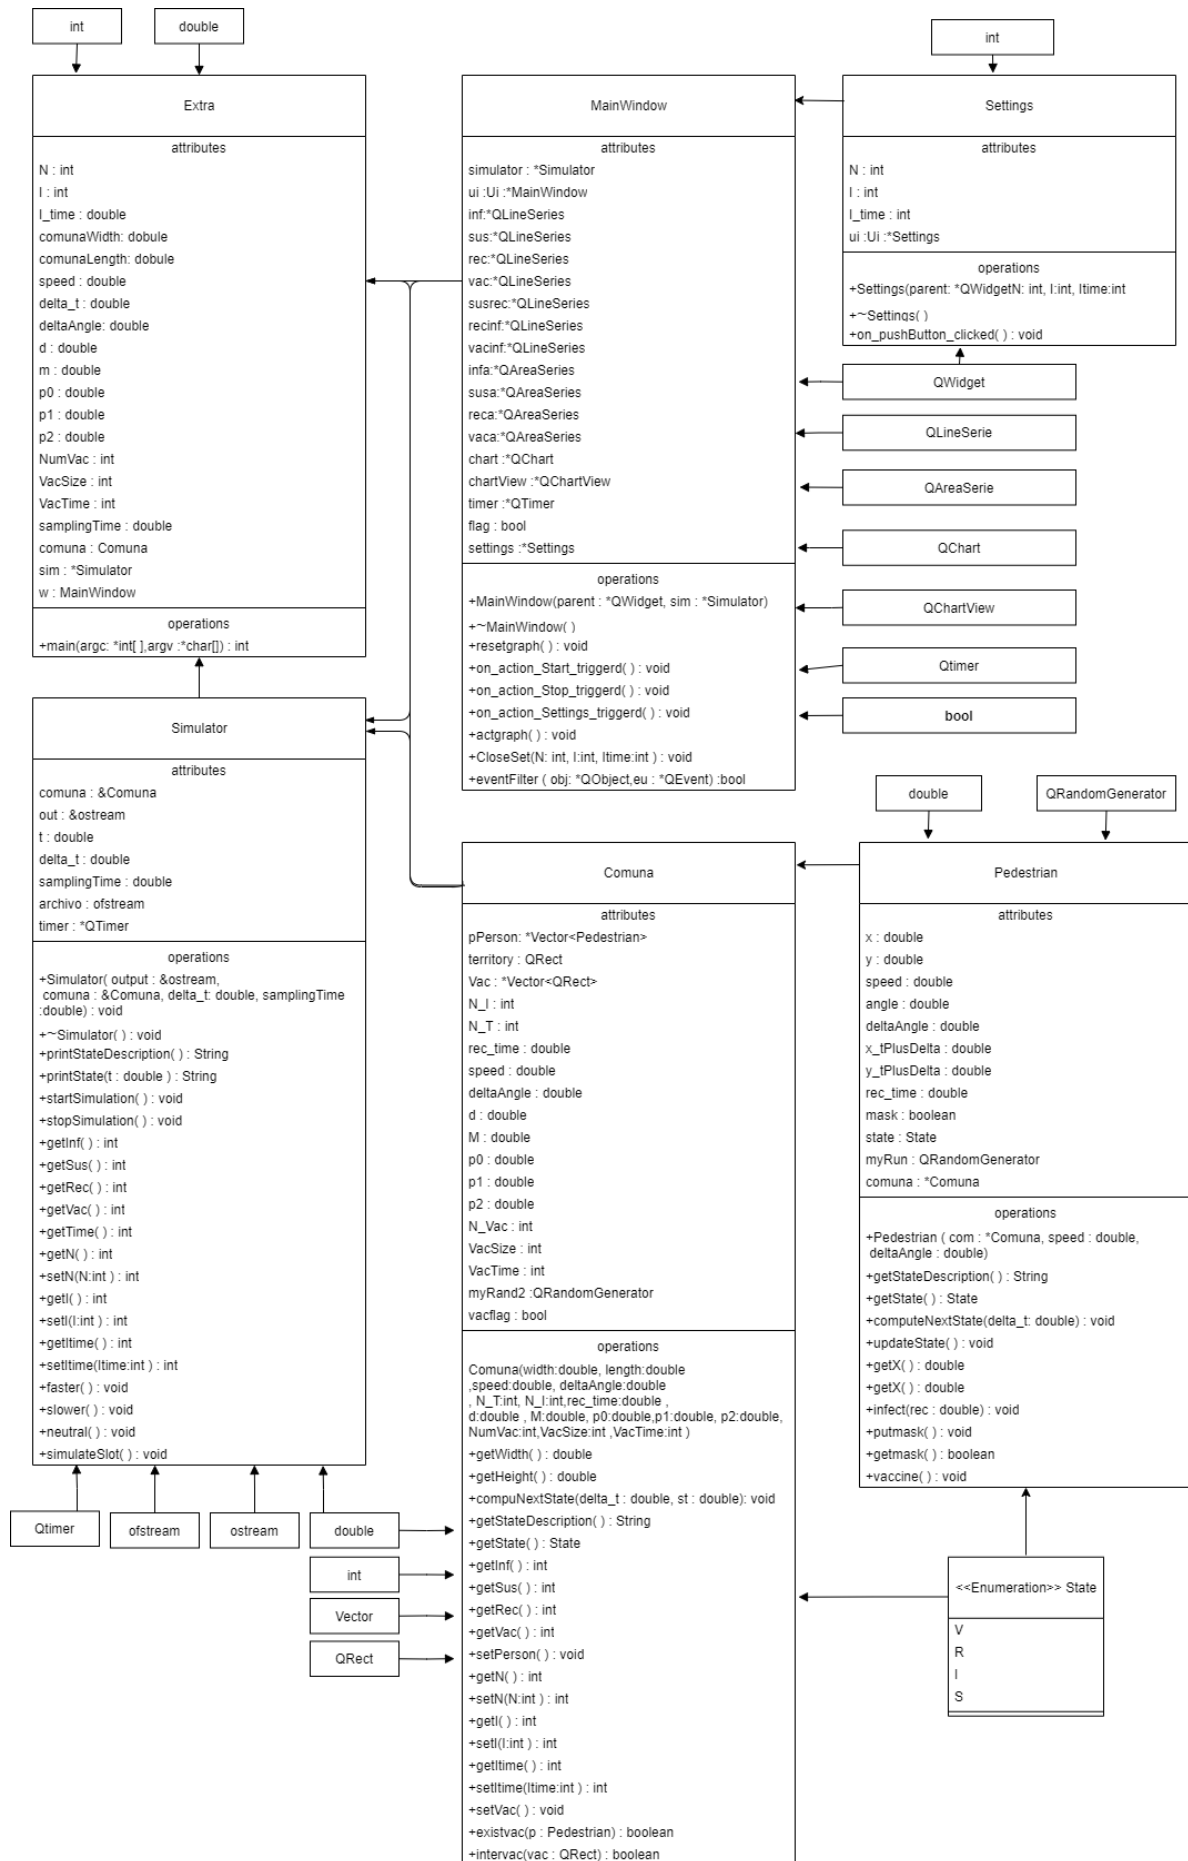 int
double
Extra
attributes
N : int
I : int
I_time : double
comunaWidth: dobule
comunaLength: dobule
speed : double
delta_t : double
deltaAngle: double
d : double
m : double
p0 : double
p1 : double
p2 : double
NumVac : int
VacSize : int
VacTime : int
samplingTime : double
comuna : Comuna
sim : *Simulator
w : MainWindow
operations
+main(argc: *int[ ],argv :*char[]) : int
Simulator
attributes
comuna : &Comuna
out : &ostream
t : double
delta_t : double
samplingTime : double
archivo : ofstream
timer : *QTimer
operations
+Simulator( output : &ostream,
comuna : &Comuna, delta_t: double, samplingTime
:double) : void
+~Simulator( ) : void
+printStateDescription( ) : String
+printState(t : double ) : String
+startSimulation( ) : void
+stopSimulation( ) : void
+getInf( ) : int
+getSus( ) : int
+getRec( ) : int
+getVac( ) : int
+getTime( ) : int
+getN( ) : int
+setN(N:int ) : int
+getI( ) : int
+setI(I:int ) : int
+getItime( ) : int
+setItime(Itime:int ) : int
+faster( ) : void
+slower( ) : void
+neutral( ) : void
+simulateSlot( ) : void
Qtimer
ofstream
ostream
double
int
Vector
QRect
MainWindow
attributes
simulator : *Simulator
ui :Ui :*MainWindow
inf:*QLineSeries
sus:*QLineSeries
rec:*QLineSeries
vac:*QLineSeries
susrec:*QLineSeries
recinf:*QLineSeries
vacinf:*QLineSeries
infa:*QAreaSeries
susa:*QAreaSeries
reca:*QAreaSeries
vaca:*QAreaSeries
chart :*QChart
chartView :*QChartView
timer :*QTimer
flag : bool
settings :*Settings
operations
+MainWindow(parent : *QWidget, sim : *Simulator)
+~MainWindow( )
+resetgraph( ) : void
+on_action_Start_triggerd( ) : void
+on_action_Stop_triggerd( ) : void
+on_action_Settings_triggerd( ) : void
+actgraph( ) : void
+CloseSet(N: int, I:int, Itime:int ) : void
+eventFilter ( obj: *QObject,eu : *QEvent) :bool
int
Settings
attributes
N : int
I : int
I_time : int
ui :Ui :*Settings
operations
+Settings(parent: *QWidgetN: int, I:int, Itime:int
+~Settings( )
+on_pushButton_clicked( ) : void
QWidget
QLineSerie
QAreaSerie
QChart
QChartView
Qtimer
bool
Comuna
attributes
pPerson: *Vector<Pedestrian>
territory : QRect
Vac : *Vector<QRect>
N_I : int
N_T : int
rec_time : double
speed : double
deltaAngle : double
d : double
M : double
p0 : double
p1 : double
p2 : double
N_Vac : int
VacSize : int
VacTime : int
myRand2 :QRandomGenerator
vacflag : bool
operations
Comuna(width:double, length:double
,speed:double, deltaAngle:double
, N_T:int, N_I:int,rec_time:double ,
d:double , M:double, p0:double,p1:double, p2:double,
NumVac:int,VacSize:int ,VacTime:int )
+getWidth( ) : double
+getHeight( ) : double
+compuNextState(delta_t : double, st : double): void
+getStateDescription( ) : String
+getState( ) : State
+getInf( ) : int
+getSus( ) : int
+getRec( ) : int
+getVac( ) : int
+setPerson( ) : void
+getN( ) : int
+setN(N:int ) : int
+getI( ) : int
+setI(I:int ) : int
+getItime( ) : int
+setItime(Itime:int ) : int
+setVac( ) : void
+existvac(p : Pedestrian) : boolean
+intervac(vac : QRect) : boolean
double
QRandomGenerator
Pedestrian
attributes
x : double
y : double
speed : double
angle : double
deltaAngle : double
x_tPlusDelta : double
y_tPlusDelta : double
rec_time : double
mask : boolean
state : State
myRun : QRandomGenerator
comuna : *Comuna
operations
+Pedestrian ( com : *Comuna, speed : double,
deltaAngle : double)
+getStateDescription( ) : String
+getState( ) : State
+computeNextState(delta_t: double) : void
+updateState( ) : void
+getX( ) : double
+getX( ) : double
+infect(rec : double) : void
+putmask( ) : void
+getmask( ) : boolean
+vaccine( ) : void
<<Enumeration>> State
V
R
I
S